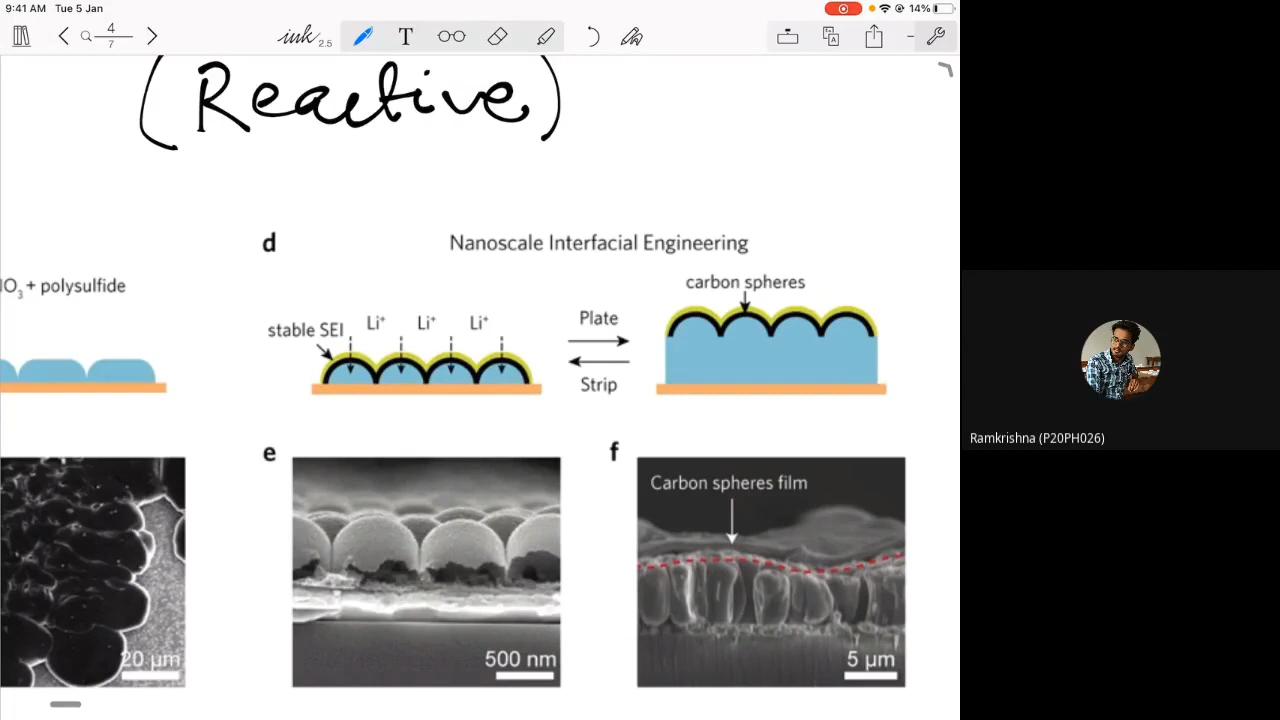 9:41 AM Tue 5 Jan
14%
4
7
ink 2.5
T
(Reactive)
d
Nanoscale Interfacial Engineering
O₃ + polysulfide
carbon spheres
stable SEI
Li⁺ Li⁺ Li⁺
Plate
Strip
e
f
Carbon spheres film
20 µm
500 nm
5 µm
Ramkrishna (P20PH026)